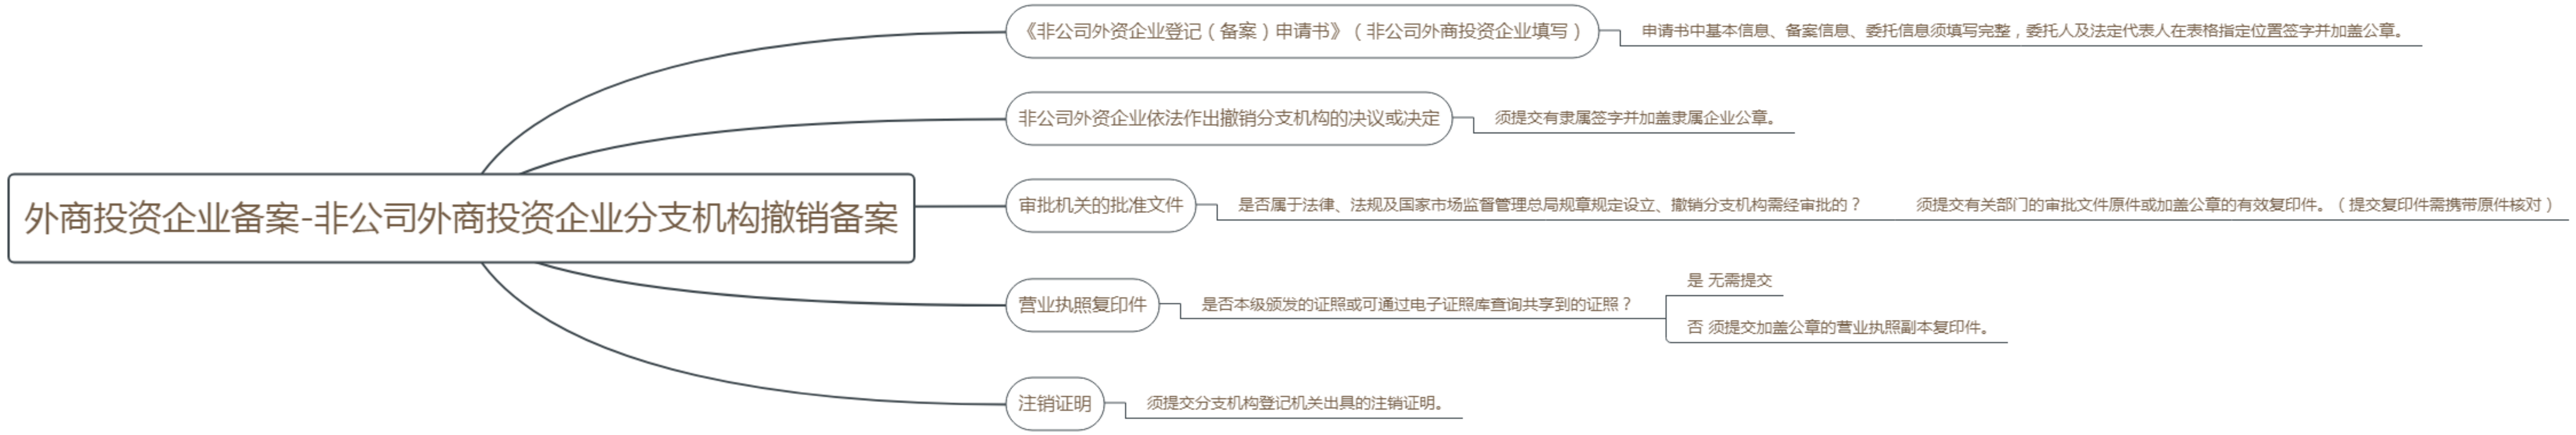 外商投资企业备案-非公司外商投资企业分支机构撤销备案
《非公司外资企业登记（备案）申请书》（非公司外商投资企业填写）
申请书中基本信息、备案信息、委托信息须填写完整，委托人及法定代表人在表格指定位置签字并加盖公章。
非公司外资企业依法作出撤销分支机构的决议或决定
须提交有隶属签字并加盖隶属企业公章。
审批机关的批准文件
是否属于法律、法规及国家市场监督管理总局规章规定设立、撤销分支机构需经审批的？
须提交有关部门的审批文件原件或加盖公章的有效复印件。（提交复印件需携带原件核对）
营业执照复印件
是否本级颁发的证照或可通过电子证照库查询共享到的证照？
是 无需提交
否 须提交加盖公章的营业执照副本复印件。
注销证明
须提交分支机构登记机关出具的注销证明。